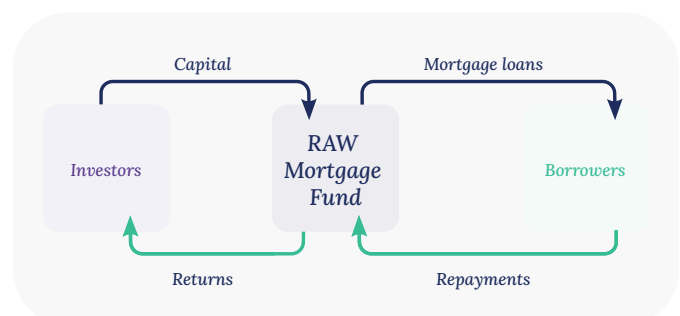 Capital
Mortgage loans
Investors
RAW
Mortgage
Fund
Borrowers
Returns
Repayments